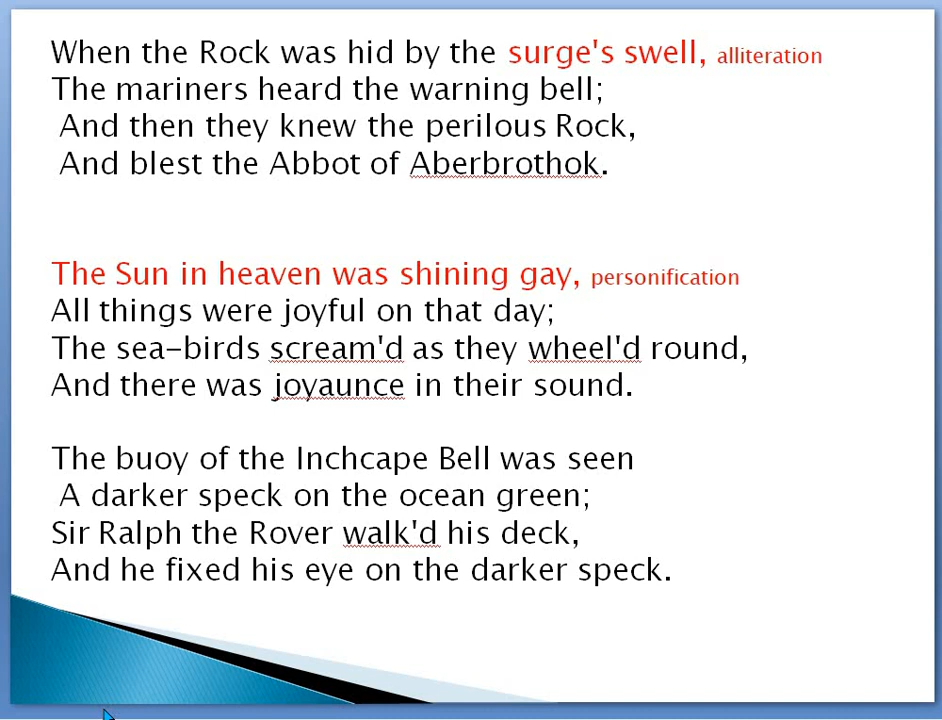 When the Rock was hid by the surge's swell, alliteration
The mariners heard the warning bell;
And then they knew the perilous Rock,
And blest the Abbot of Aberbrothok.
The Sun in heaven was shining gay, personification
All things were joyful on that day;
The sea-birds scream'd as they wheel'd round,
And there was joyaunce in their sound.
The buoy of the Inchcape Bell was seen
A darker speck on the ocean green;
Sir Ralph the Rover walk'd his deck,
And he fixed his eye on the darker speck.